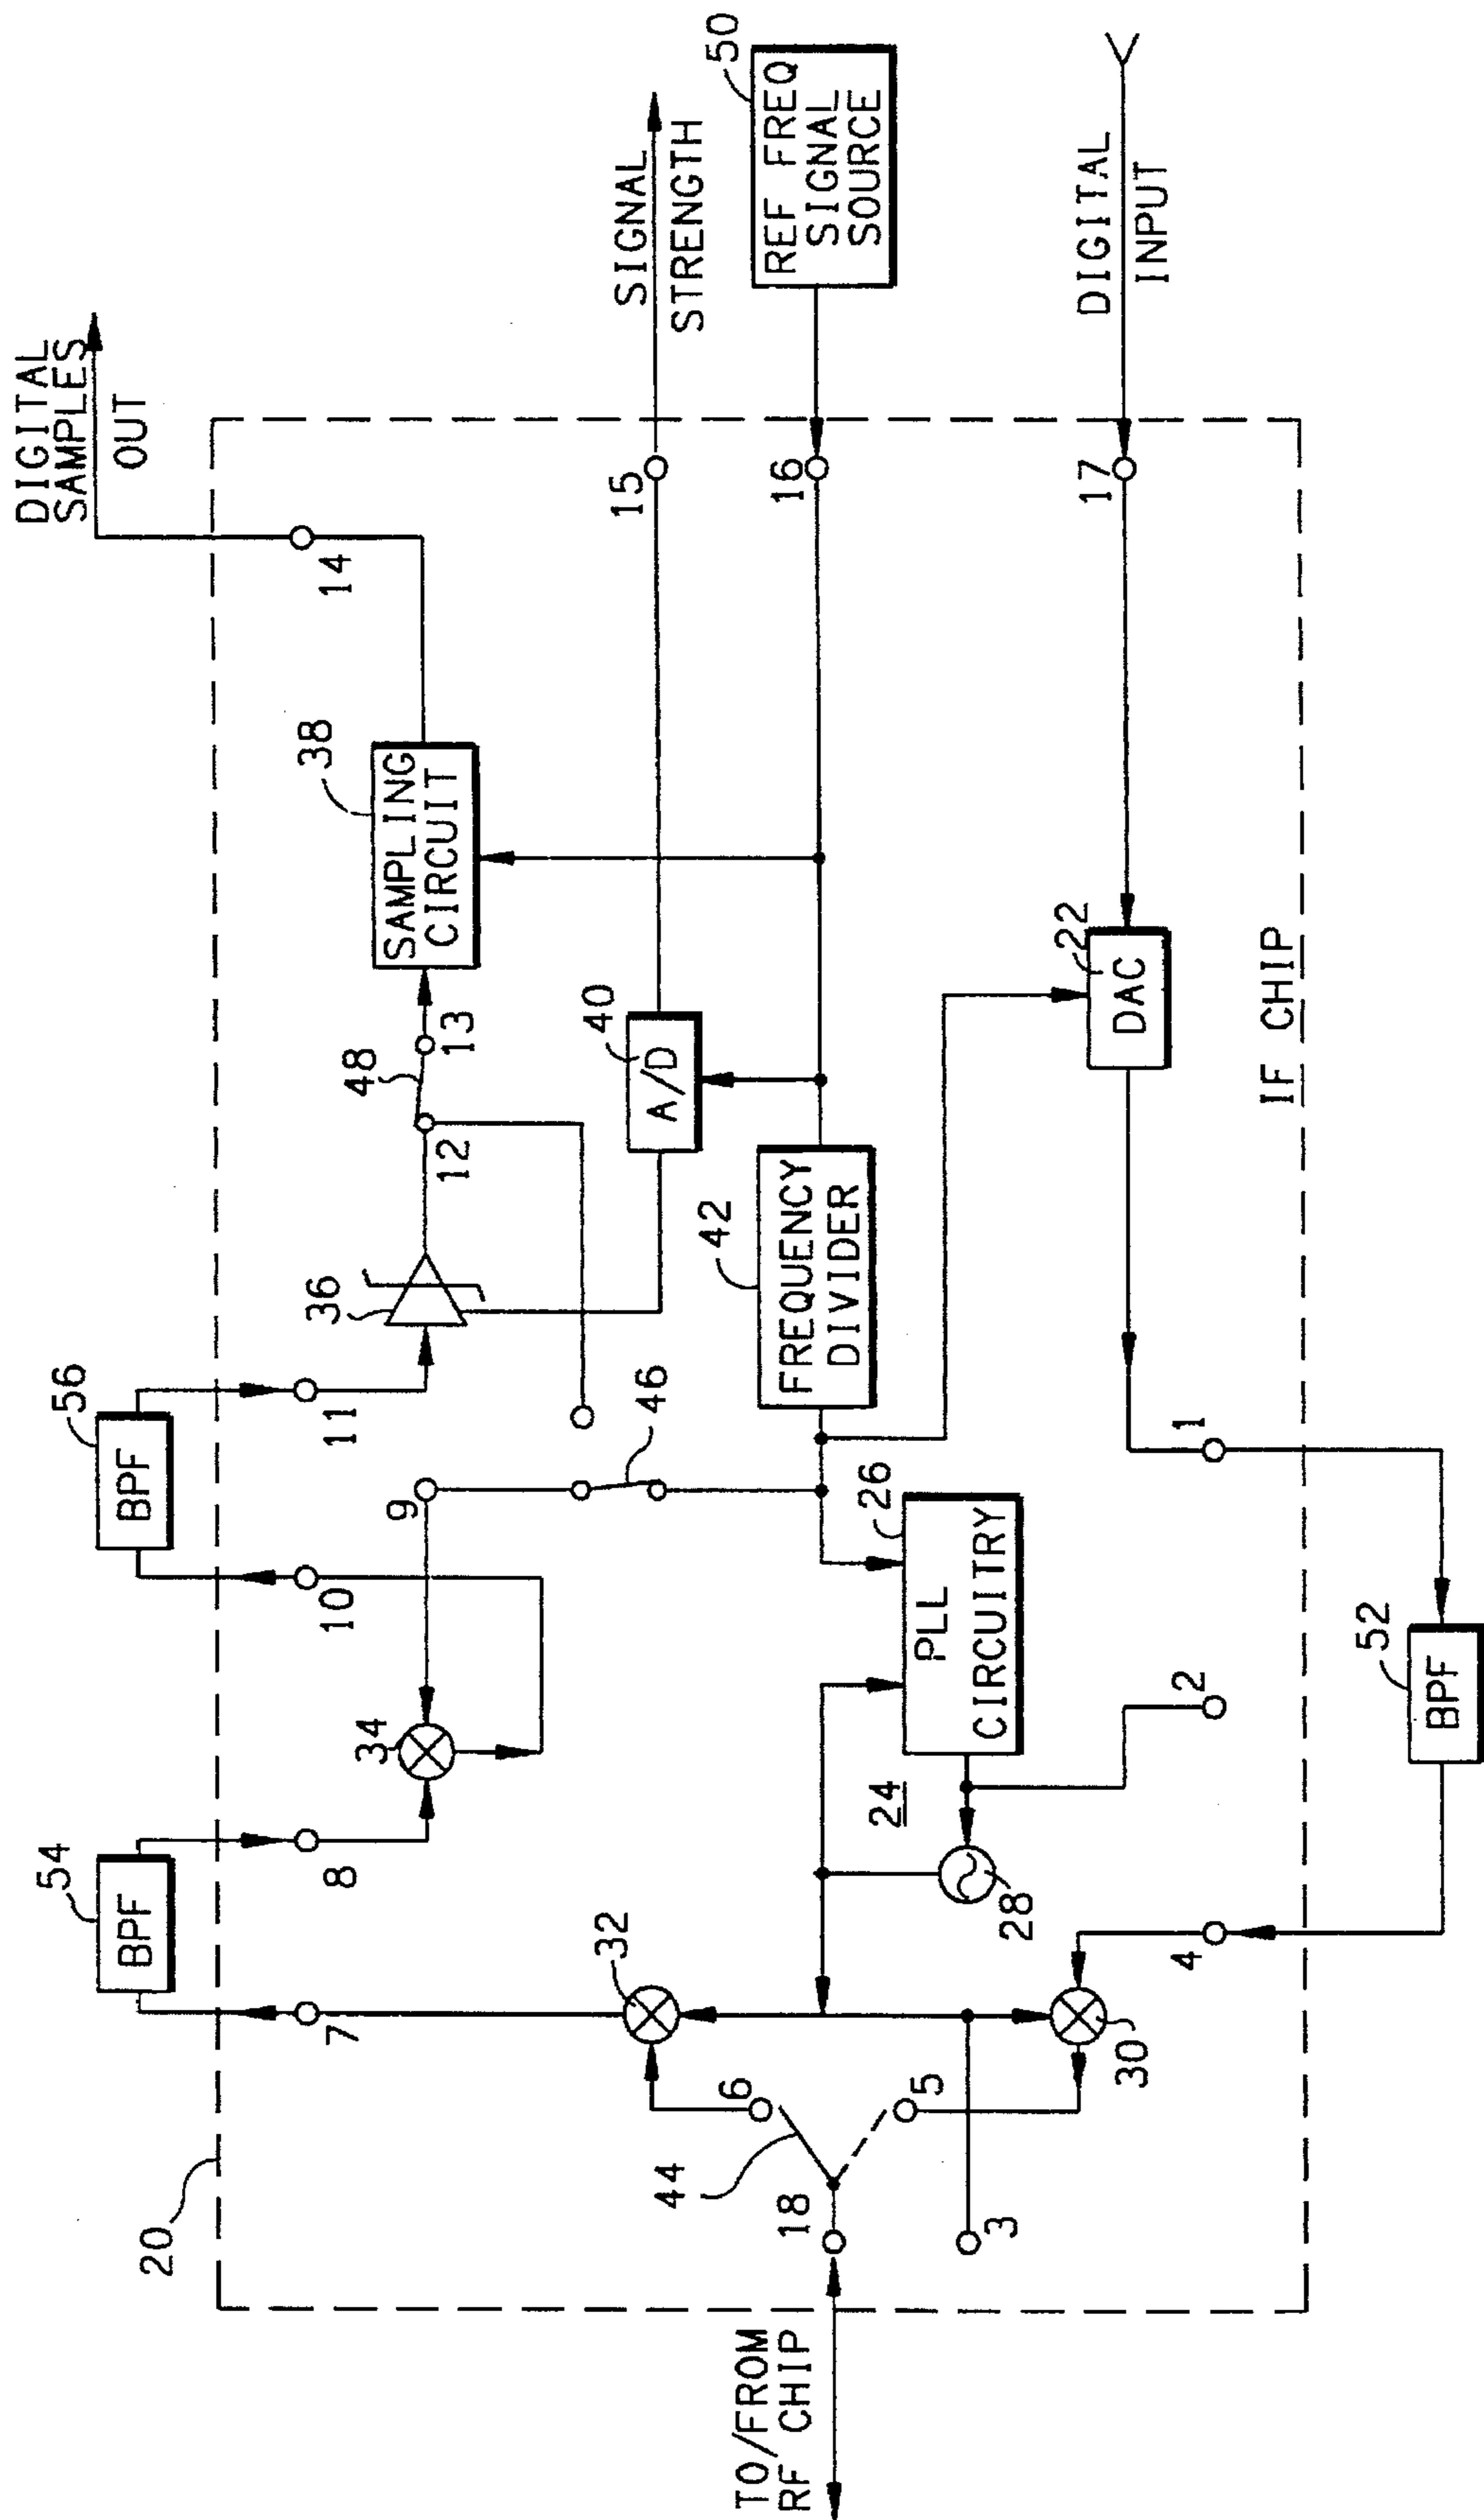 DIGITAL
SAMPLES
OUT
SIGNAL
STRENGTH
50
REF FREQ
SIGNAL
SOURCE
DIGITAL
INPUT
14
15
16
17
38
SAMPLING
CIRCUIT
48
13
12
40
A/D
22
DAC
IF CHIP
56
BPF
11
36
42
FREQUENCY
DIVIDER
46
9
10
1
26
PLL
CIRCUITRY
24
2
52
BPF
54
BPF
8
34
28
4
7
32
30
6
5
44
18
3
20
TO/FROM
RF CHIP